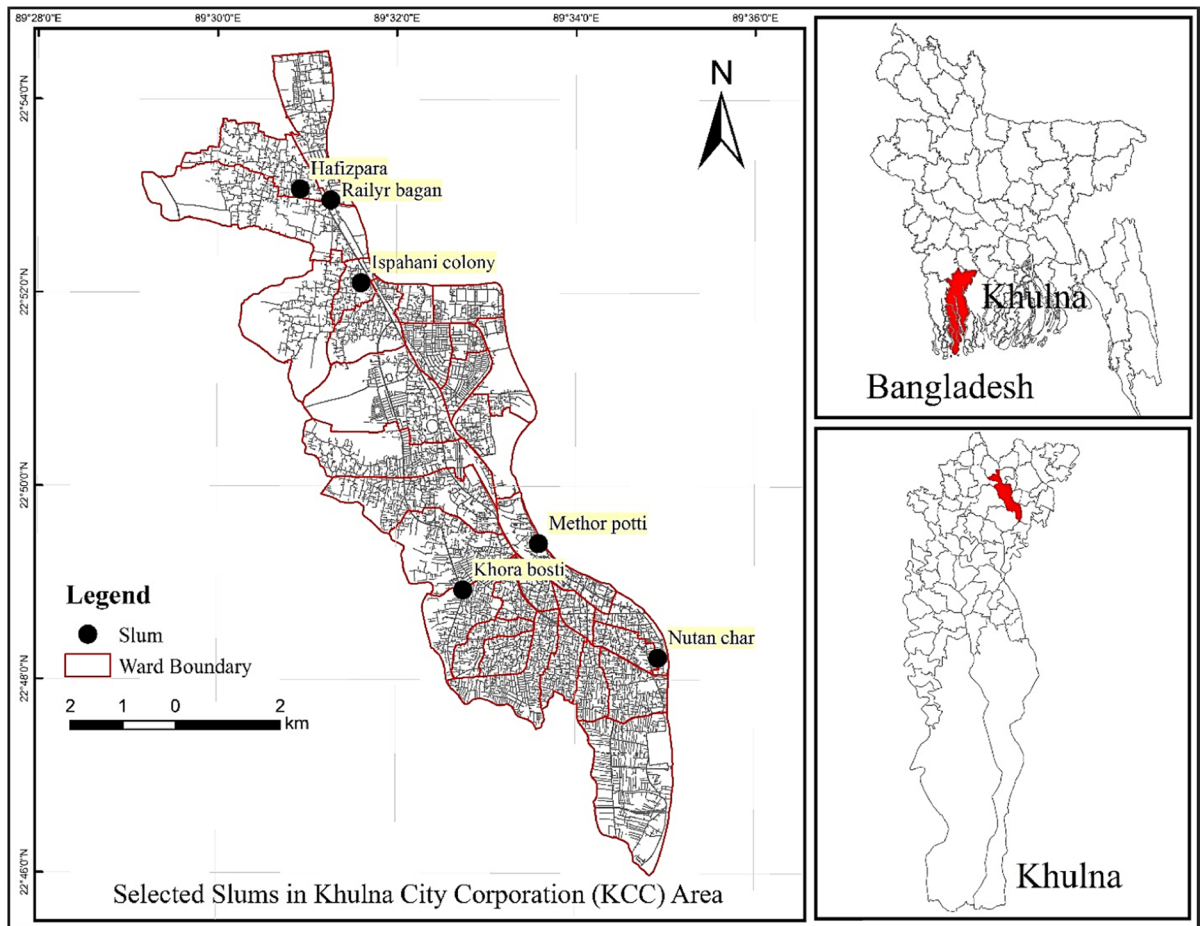 89°28'0"E 89°30'0"E 89°32'0"E 89°34'0"E 89°36'0"E
22°54'0"N
22°52'0"N
22°50'0"N
22°48'0"N
22°46'0"N
N
Hafizpara
Railyr bagan
Ispahani colony
Methor potti
Khora bosti
Nutan char
Legend
Slum
Ward Boundary
2 1 0 2
km
Selected Slums in Khulna City Corporation (KCC) Area
Khulna
Bangladesh
Khulna